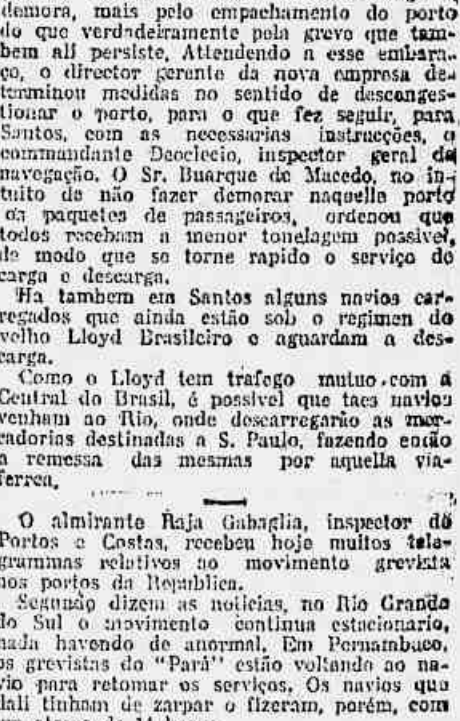 demora, mais pelo empachamento do porto
do que verdadeiramente pela greve que tam-
bem ali persiste. Attendendo a esse embara-
ço, o director gerente da nova empresa de-
terminou medidas no sentido de desconges-
tionar o porto, para o que fez seguir, para
Santos, com as necessarias instrucções, o
commandante Deoclecio, inspector geral da
navegação. O Sr. Buarque de Macedo, no in-
tuito de não fazer demorar naquelle porto
os paquetes de passageiros, ordenou que
todos recebam a menor tonelagem possivel,
de modo que se torne rapido o serviço de
carga e descarga.
Ha tambem em Santos alguns navios car-
regados que ainda estão sob o regimen do
velho Lloyd Brasileiro e aguardam a des-
carga.
Como o Lloyd tem trafego mutuo com a
Central do Brasil, é possivel que taes navios
venham ao Rio, onde descarregarão as mer-
cadorias destinadas a S. Paulo, fazendo então
a remessa das mesmas por aquella via-
ferrea.
O almirante Raja Gabaglia, inspector de
Portos e Costas, recebeu hoje muitos tele-
grammas relativos ao movimento grevista
nos portos da Republica.
Segundo dizem as noticias, no Rio Grande
do Sul o movimento continua estacionario,
nada havendo de anormal. Em Pernambuco,
os grevistas do "Pará" estão voltando ao na-
vio para retomar os serviços. Os navios que
dali tinham de zarpar o fizeram, porém, com